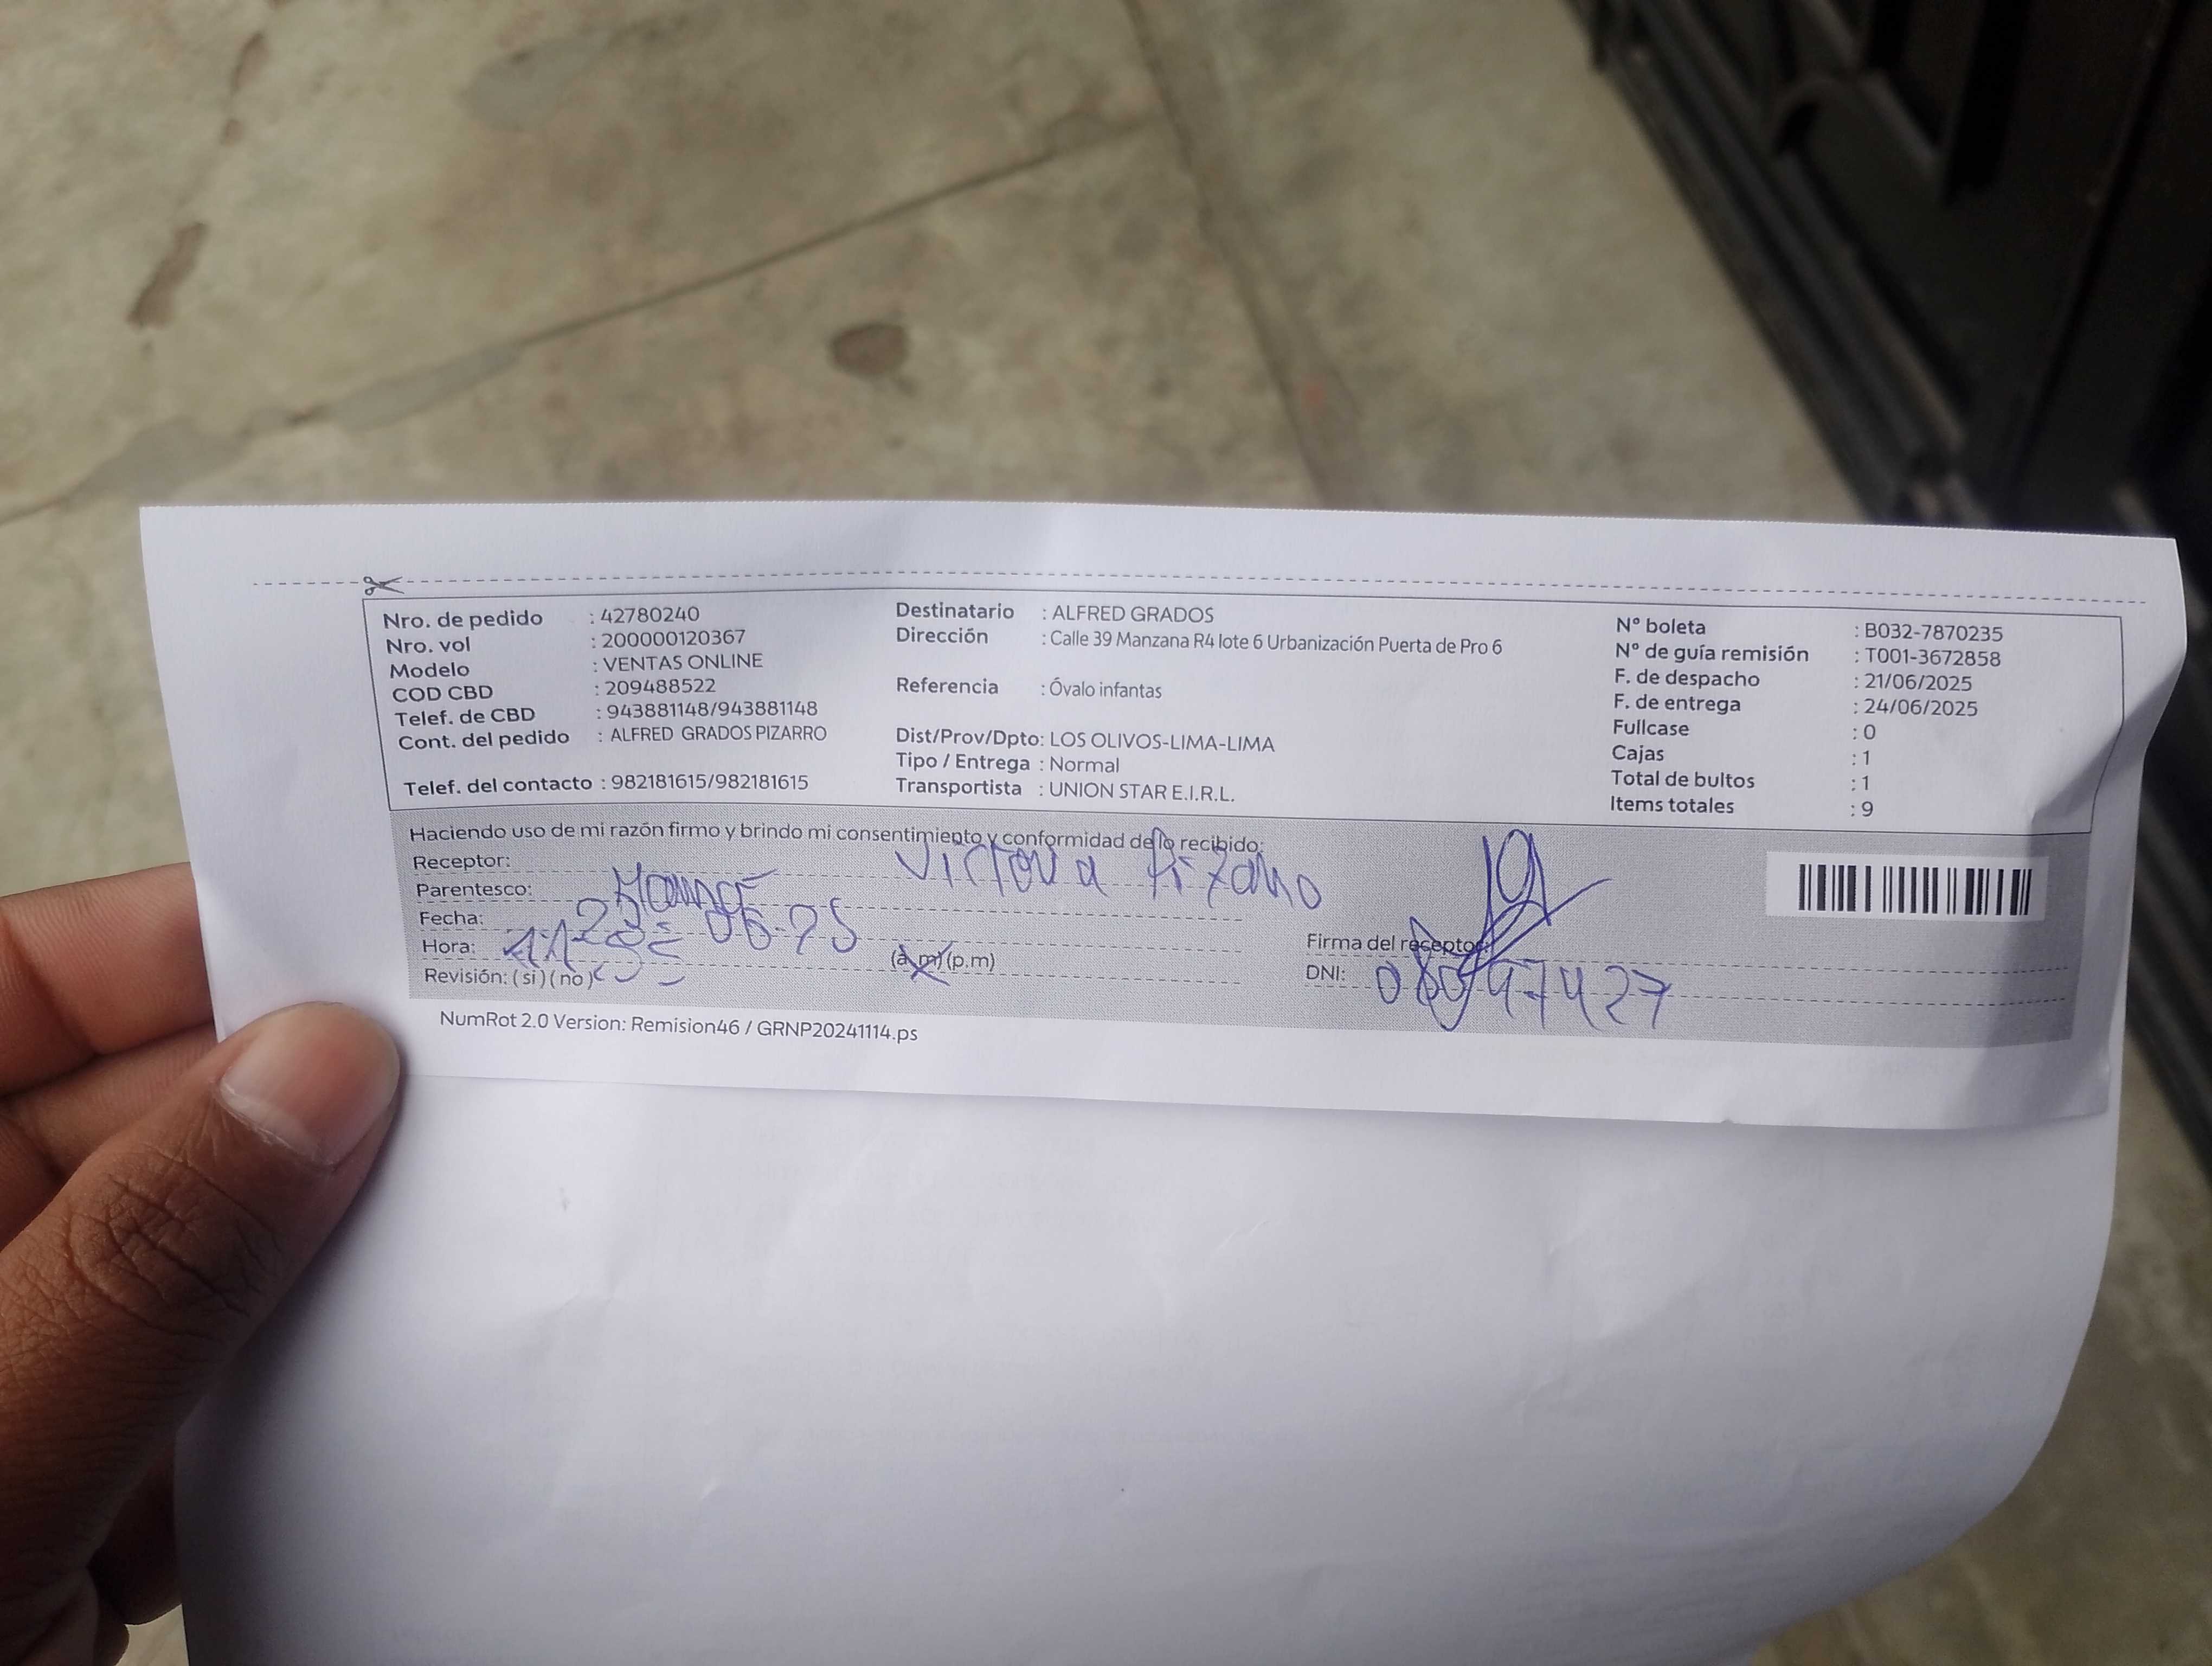 Nro. de pedido : 42780240
Nro. vol : 200000120367
Modelo : VENTAS ONLINE
COD CBD : 209488522
Telef. de CBD : 943881148/943881148
Cont. del pedido : ALFRED GRADOS PIZARRO
Telef. del contacto : 982181615/982181615
Destinatario : ALFRED GRADOS
Dirección : Calle 39 Manzana R4 lote 6 Urbanización Puerta de Pro 6
Referencia : Óvalo infantas
Dist/Prov/Dpto: LOS OLIVOS-LIMA-LIMA
Tipo / Entrega : Normal
Transportista : UNION STAR E.I.R.L.
Nº boleta : B032-7870235
Nº de guía remisión : T001-3672858
F. de despacho : 21/06/2025
F. de entrega : 24/06/2025
Fullcase : 0
Cajas : 1
Total de bultos : 1
Items totales : 9
Haciendo uso de mi razón firmo y brindo mi consentimiento y conformidad de lo recibido:
Receptor: Victoria
Parentesco:
Fecha:
Hora: (a.m) (p.m)
Revisión: (si) (no)
Firma del receptor:
DNI:
NumRot 2.0 Version: Remision46 / GRNP20241114.ps